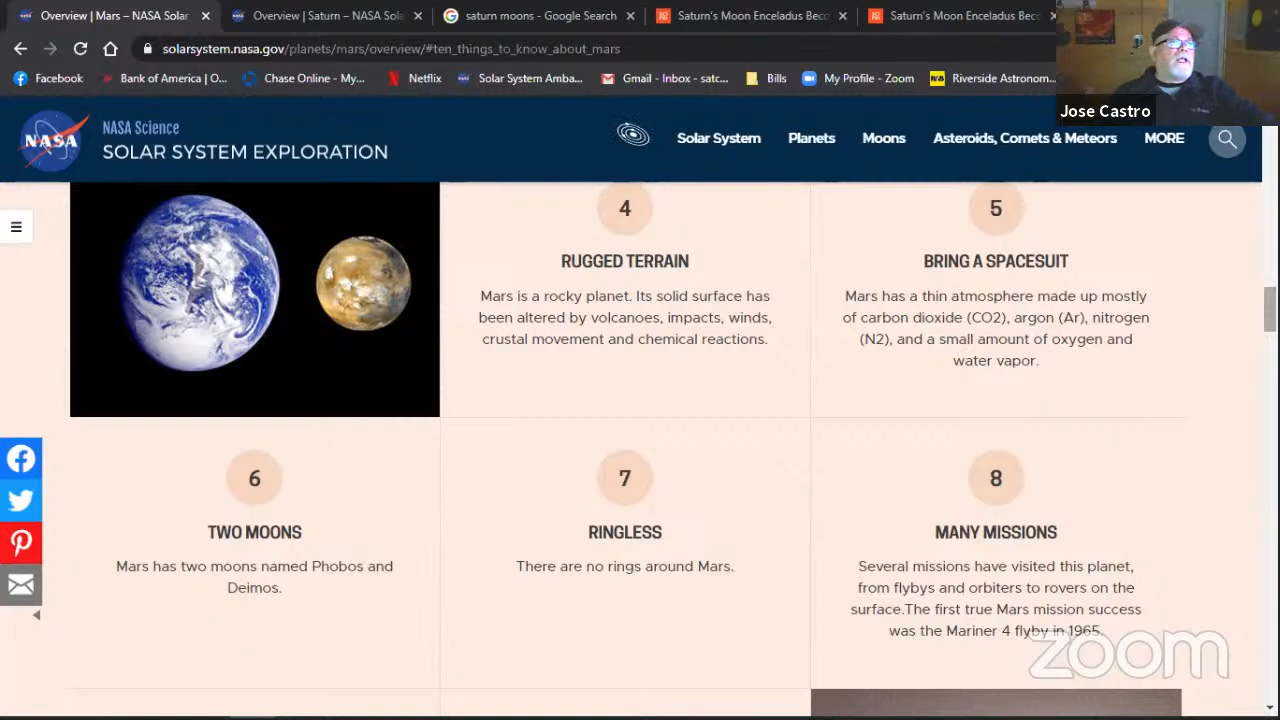 Overview | Mars – NASA Solar
Overview | Saturn – NASA Sola
saturn moons - Google Search
Saturn's Moon Enceladus Beco
Saturn's Moon Enceladus Beco
solarsystem.nasa.gov/planets/mars/overview/#ten_things_to_know_about_mars
Facebook
Bank of America | O...
Chase Online - My...
Netflix
Solar System Amba...
Gmail - Inbox - satc...
Bills
My Profile - Zoom
Riverside Astronom...
Jose Castro
NASA
NASA Science
SOLAR SYSTEM EXPLORATION
Solar System
Planets
Moons
Asteroids, Comets & Meteors
MORE
4
RUGGED TERRAIN
Mars is a rocky planet. Its solid surface has
been altered by volcanoes, impacts, winds,
crustal movement and chemical reactions.
5
BRING A SPACESUIT
Mars has a thin atmosphere made up mostly
of carbon dioxide (CO2), argon (Ar), nitrogen
(N2), and a small amount of oxygen and
water vapor.
6
TWO MOONS
Mars has two moons named Phobos and
Deimos.
7
RINGLESS
There are no rings around Mars.
8
MANY MISSIONS
Several missions have visited this planet,
from flybys and orbiters to rovers on the
surface.The first true Mars mission success
was the Mariner 4 flyby in 1965.
zoom